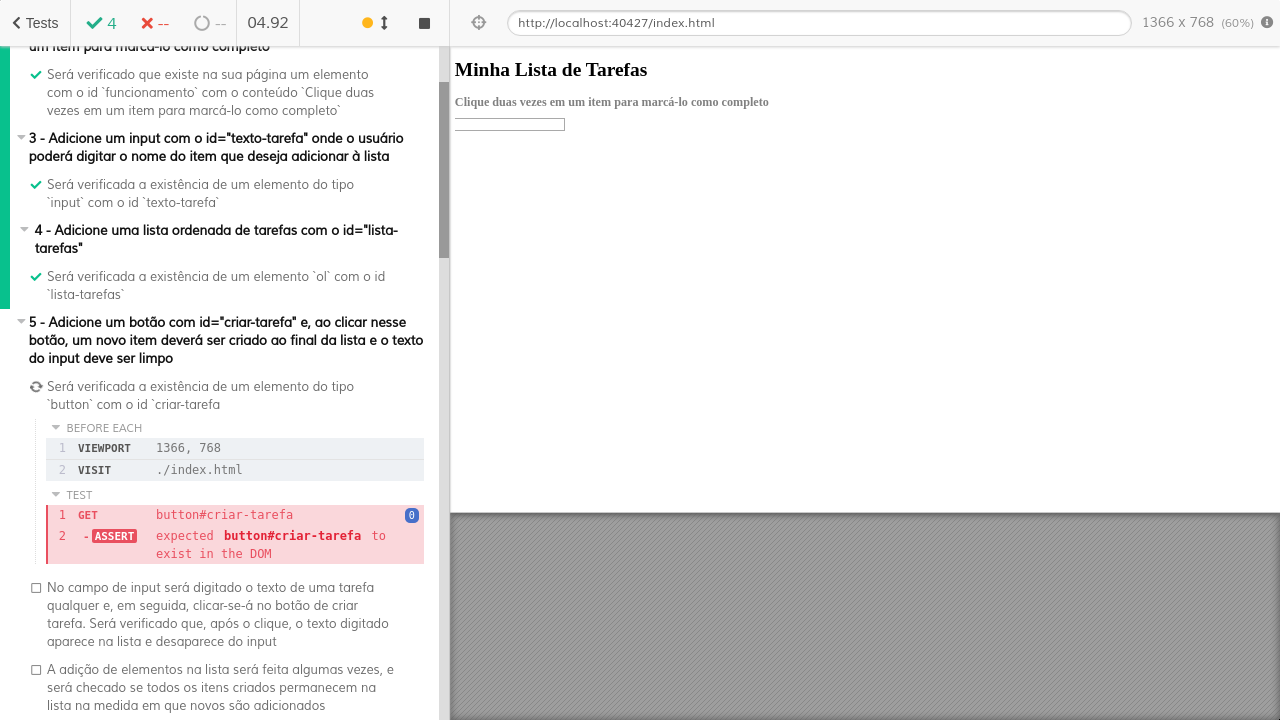 Tests
4
--
--
04.92
http://localhost:40427/index.html
1366 x 768 (60%)
um item para marcá-lo como completo
Será verificado que existe na sua página um elemento
com o id `funcionamento` com o conteúdo `Clique duas
vezes em um item para marcá-lo como completo`
3 - Adicione um input com o id="texto-tarefa" onde o usuário
poderá digitar o nome do item que deseja adicionar à lista
Será verificada a existência de um elemento do tipo
`input` com o id `texto-tarefa`
4 - Adicione uma lista ordenada de tarefas com o id="lista-
tarefas"
Será verificada a existência de um elemento `ol` com o id
`lista-tarefas`
5 - Adicione um botão com id="criar-tarefa" e, ao clicar nesse
botão, um novo item deverá ser criado ao final da lista e o texto
do input deve ser limpo
Será verificada a existência de um elemento do tipo
`button` com o id `criar-tarefa
BEFORE EACH
1 VIEWPORT 1366, 768
2 VISIT ./index.html
TEST
1 GET button#criar-tarefa 0
2 -ASSERT expected button#criar-tarefa to
exist in the DOM
No campo de input será digitado o texto de uma tarefa
qualquer e, em seguida, clicar-se-á no botão de criar
tarefa. Será verificado que, após o clique, o texto digitado
aparece na lista e desaparece do input
A adição de elementos na lista será feita algumas vezes, e
será checado se todos os itens criados permanecem na
lista na medida em que novos são adicionados
Minha Lista de Tarefas
Clique duas vezes em um item para marcá-lo como completo